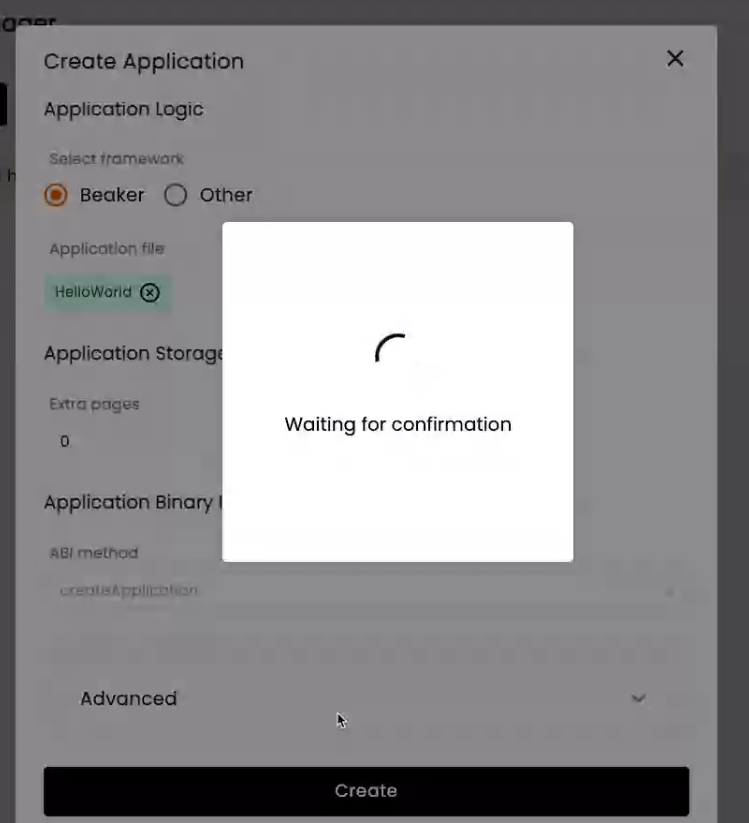 ager
Create Application
Application Logic
Select framework
Beaker Other
Application file
HelloWorld
Application Storage
Extra pages
0
Waiting for confirmation
Application Binary
ABI method
createApplication
Advanced
Create